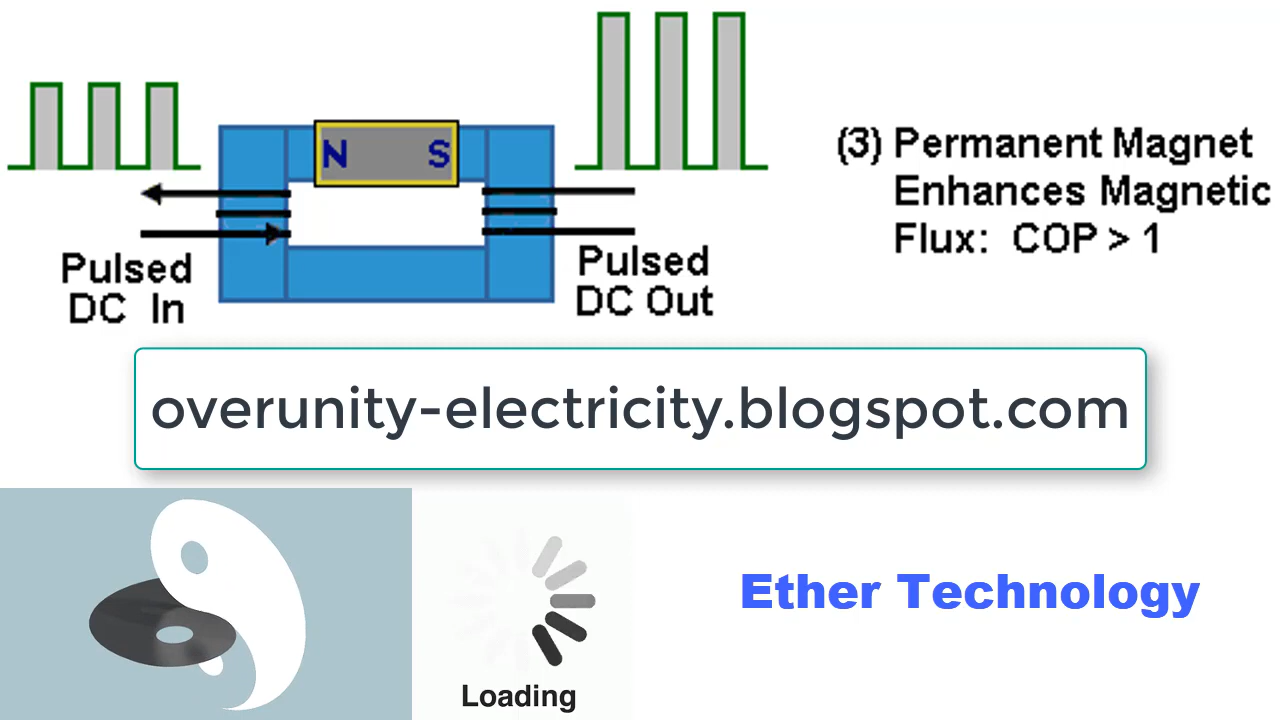 N S
(3) Permanent Magnet
Enhances Magnetic
Flux: COP > 1
Pulsed
DC In
Pulsed
DC Out
overunity-electricity.blogspot.com
Loading
Ether Technology